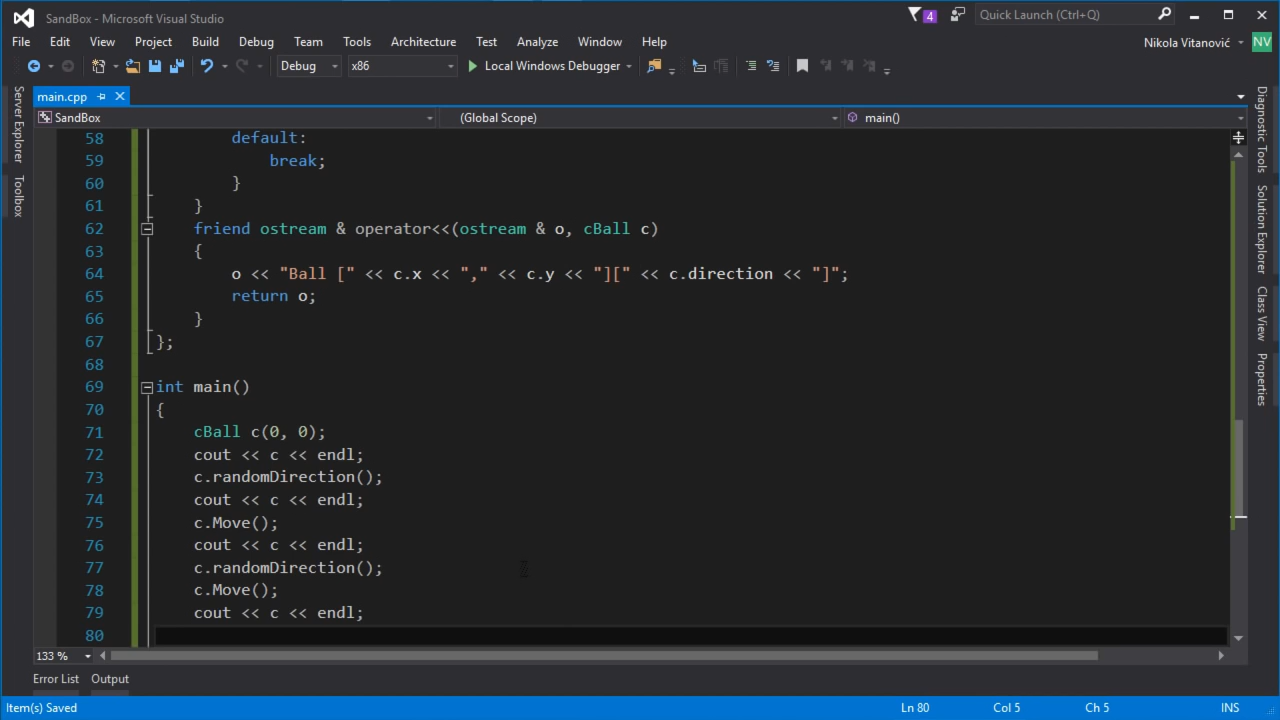 SandBox - Microsoft Visual Studio
4
Quick Launch (Ctrl+Q)
File Edit View Project Build Debug Team Tools Architecture Test Analyze Window Help
Nikola Vitanović NV
Debug x86 Local Windows Debugger
main.cpp
SandBox (Global Scope) main()
58 default:
59 break;
60 }
61 }
62 friend ostream & operator<<(ostream & o, cBall c)
63 {
64 o << "Ball [" << c.x << "," << c.y << "][" << c.direction << "]";
65 return o;
66 }
67 };
68
69 int main()
70 {
71 cBall c(0, 0);
72 cout << c << endl;
73 c.randomDirection();
74 cout << c << endl;
75 c.Move();
76 cout << c << endl;
77 c.randomDirection();
78 c.Move();
79 cout << c << endl;
80
133 %
Error List Output
Item(s) Saved Ln 80 Col 5 Ch 5 INS
Server Explorer
Toolbox
Diagnostic Tools
Solution Explorer
Class View
Properties